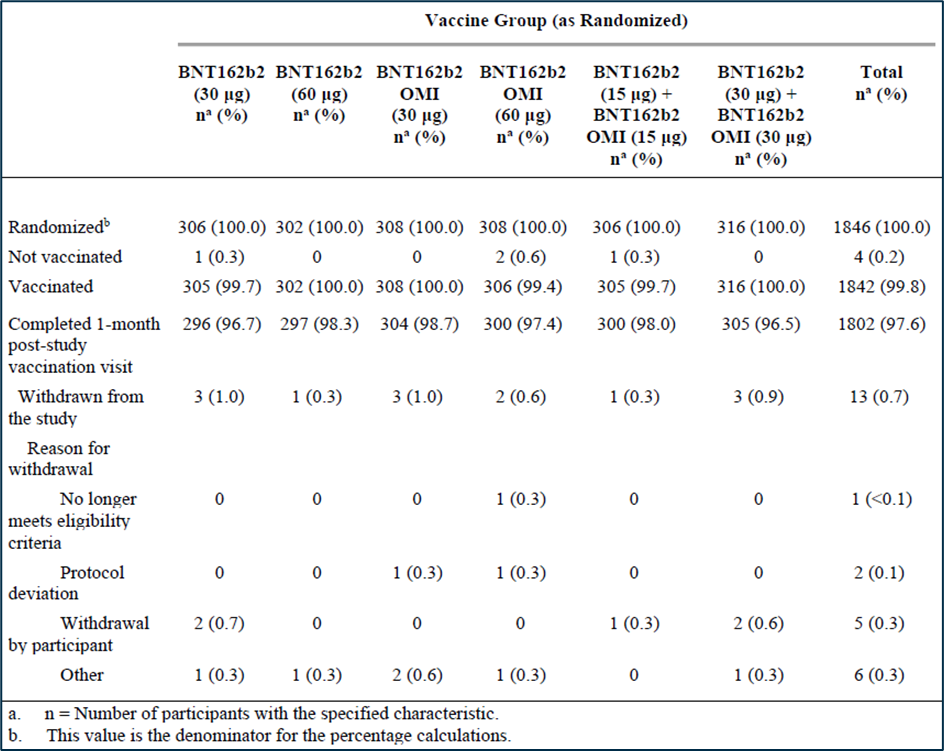 Vaccine Group (as Randomized)
BNT162b2 BNT162b2 BNT162b2 BNT162b2 BNT162b2 BNT162b2 Total
(30 µg) (60 µg) OMI OMI (15 µg) + (30 µg) + nᵃ (%)
nᵃ (%) nᵃ (%) (30 µg) (60 µg) BNT162b2 BNT162b2
nᵃ (%) nᵃ (%) OMI (15 µg) OMI (30 µg)
nᵃ (%) nᵃ (%)
Randomizedᵇ 306 (100.0) 302 (100.0) 308 (100.0) 308 (100.0) 306 (100.0) 316 (100.0) 1846 (100.0)
Not vaccinated 1 (0.3) 0 0 2 (0.6) 1 (0.3) 0 4 (0.2)
Vaccinated 305 (99.7) 302 (100.0) 308 (100.0) 306 (99.4) 305 (99.7) 316 (100.0) 1842 (99.8)
Completed 1-month 296 (96.7) 297 (98.3) 304 (98.7) 300 (97.4) 300 (98.0) 305 (96.5) 1802 (97.6)
post-study
vaccination visit
Withdrawn from 3 (1.0) 1 (0.3) 3 (1.0) 2 (0.6) 1 (0.3) 3 (0.9) 13 (0.7)
the study
Reason for
withdrawal
No longer 0 0 0 1 (0.3) 0 0 1 (<0.1)
meets eligibility
criteria
Protocol 0 0 1 (0.3) 1 (0.3) 0 0 2 (0.1)
deviation
Withdrawal 2 (0.7) 0 0 0 1 (0.3) 2 (0.6) 5 (0.3)
by participant
Other 1 (0.3) 1 (0.3) 2 (0.6) 1 (0.3) 0 1 (0.3) 6 (0.3)
a. n = Number of participants with the specified characteristic.
b. This value is the denominator for the percentage calculations.